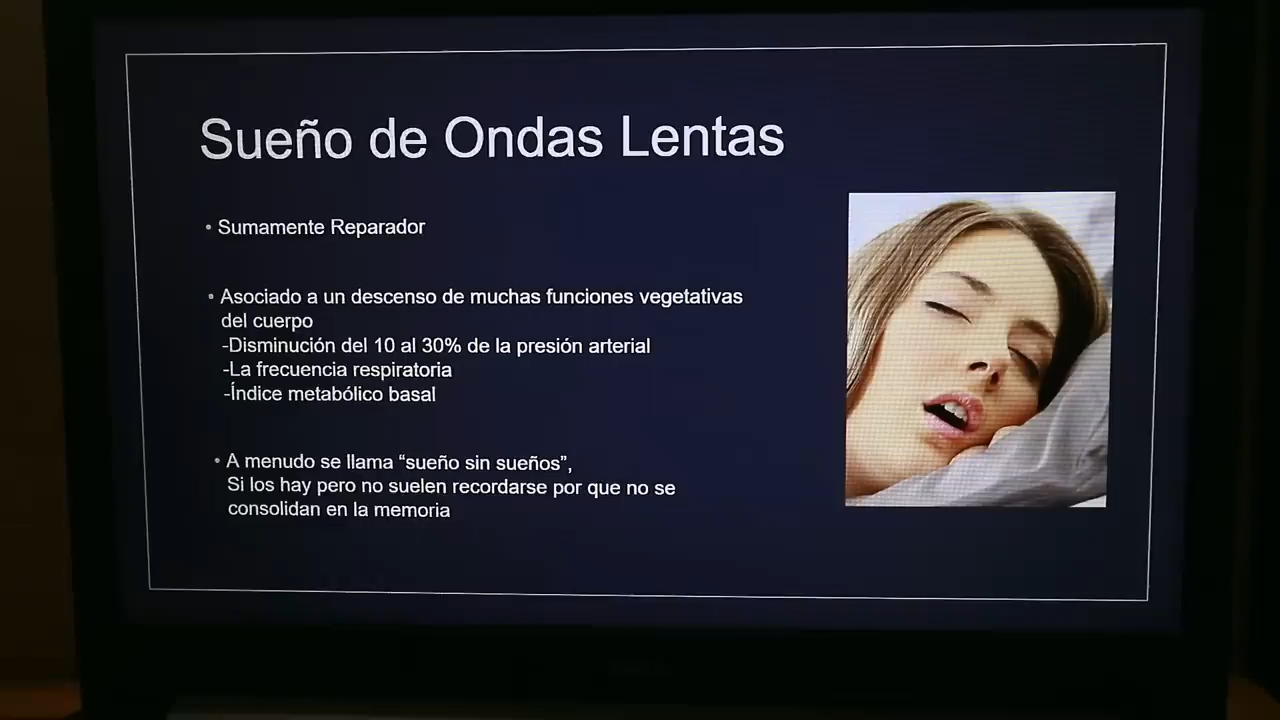 Sueño de Ondas Lentas
• Sumamente Reparador
• Asociado a un descenso de muchas funciones vegetativas
del cuerpo
-Disminución del 10 al 30% de la presión arterial
-La frecuencia respiratoria
-Índice metabólico basal
• A menudo se llama “sueño sin sueños”,
Si los hay pero no suelen recordarse por que no se
consolidan en la memoria